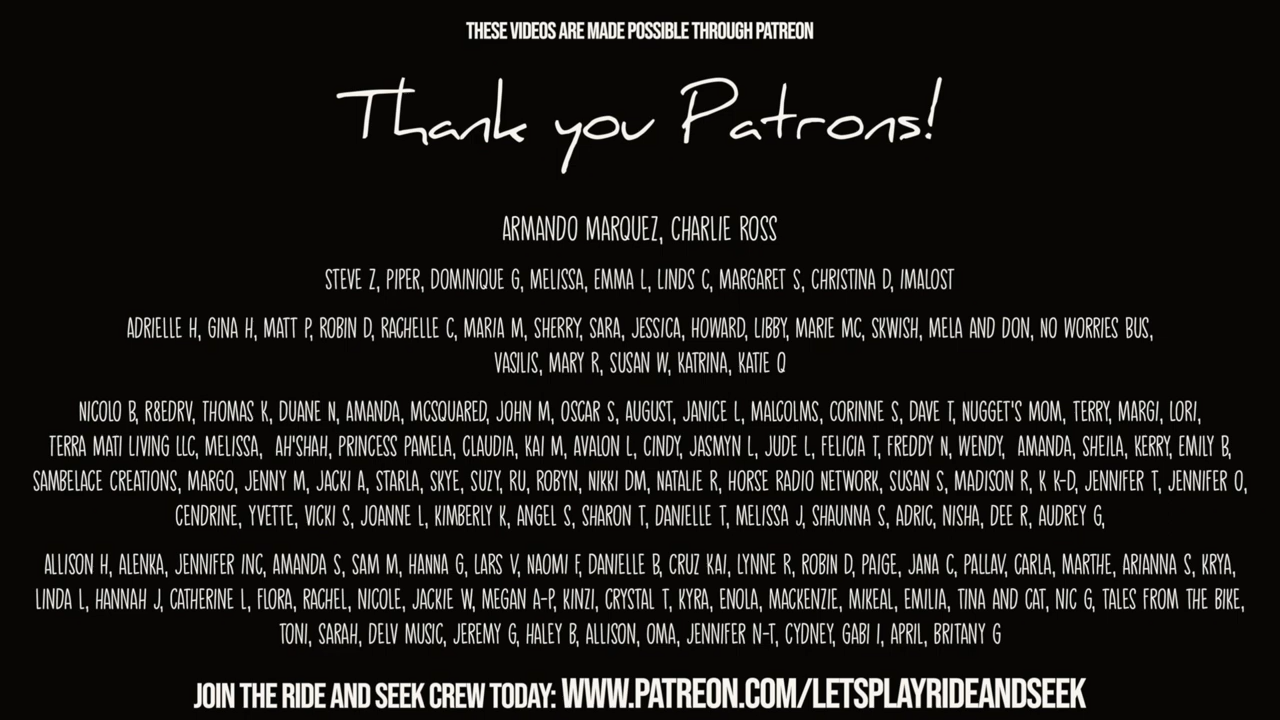 THESE VIDEOS ARE MADE POSSIBLE THROUGH PATREON
Thank you Patrons!
ARMANDO MARQUEZ, CHARLIE ROSS
STEVE Z, PIPER, DOMINIQUE G, MELISSA, EMMA L, LINDS C, MARGARET S, CHRISTINA D, IMALOST
ADRIELLE H, GINA H, MATT P, ROBIN D, RACHELLE C, MARIA M, SHERRY, SARA, JESSICA, HOWARD, LIBBY, MARIE MC, SKWISH, MELA AND DON, NO WORRIES BUS,
VASILIS, MARY R, SUSAN W, KATRINA, KATIE Q
NICOLO B, R8EDRV, THOMAS K, DUANE N, AMANDA, MCSQUARED, JOHN M, OSCAR S, AUGUST, JANICE L, MALCOLMS, CORINNE S, DAVE T, NUGGET'S MOM, TERRY, MARGI, LORI,
TERRA MATI LIVING LLC, MELISSA, AH'SHAH, PRINCESS PAMELA, CLAUDIA, KAI M, AVALON L, CINDY, JASMYN L, JUDE L, FELICIA T, FREDDY N, WENDY, AMANDA, SHEILA, KERRY, EMILY B,
SAMBELACE CREATIONS, MARGO, JENNY M, JACKI A, STARLA, SKYE, SUZY, RU, ROBYN, NIKKI DM, NATALIE R, HORSE RADIO NETWORK, SUSAN S, MADISON R, K K-D, JENNIFER T, JENNIFER O,
CENDRINE, YVETTE, VICKI S, JOANNE L, KIMBERLY K, ANGEL S, SHARON T, DANIELLE T, MELISSA J, SHAUNNA S, ADRIC, NISHA, DEE R, AUDREY G,
ALLISON H, ALENKA, JENNIFER INC, AMANDA S, SAM M, HANNA G, LARS V, NAOMI F, DANIELLE B, CRUZ KAI, LYNNE R, ROBIN D, PAIGE, JANA C, PALLAV, CARLA, MARTHE, ARIANNA S, KRYA,
LINDA L, HANNAH J, CATHERINE L, FLORA, RACHEL, NICOLE, JACKIE W, MEGAN A-P, KINZI, CRYSTAL T, KYRA, ENOLA, MACKENZIE, MIKEAL, EMILIA, TINA AND CAT, NIC G, TALES FROM THE BIKE,
TONI, SARAH, DELV MUSIC, JEREMY G, HALEY B, ALLISON, OMA, JENNIFER N-T, CYDNEY, GABI I, APRIL, BRITANY G
JOIN THE RIDE AND SEEK CREW TODAY: WWW.PATREON.COM/LETSPLAYRIDEANDSEEK